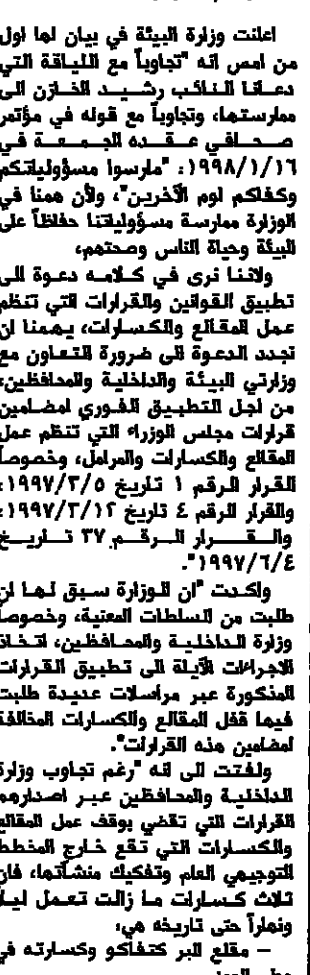 اعلنت وزارة البيئة في بيان لها اول
من امس انه "تجاوباً مع اللياقة التي
دعانا النائب رشيد الخازن الى
ممارستها، وتجاوباً مع قوله في مؤتمر
صحافي عقده الجمعة في
١٩٩٨/١/١٦: "مارسوا مسؤولياتكم
وكفاكم لوم الآخرين"، ولأن همنا في
الوزارة ممارسة مسؤولياتنا حفاظاً على
البيئة وحياة الناس وصحتهم،
ولاننا نرى في كلامه دعوة الى
تطبيق القوانين والقرارات التي تنظم
عمل المقالع والكسارات، يهمنا ان
نجدد الدعوة الى ضرورة التعاون مع
وزارتي البيئة والداخلية والمحافظين،
من اجل التطبيق الفوري لمضامين
قرارات مجلس الوزراء التي تنظم عمل
المقالع والكسارات والمرامل، وخصوصاً
القرار الرقم ١ تاريخ ١٩٩٧/٣/٥،
والقرار الرقم ٤ تاريخ ١٩٩٧/٣/١٢،
والقرار الرقم ٣٧ تاريخ
١٩٩٧/٦/٤".
واكدت "ان الوزارة سبق لها ان
طلبت من السلطات المعنية، وخصوصاً
وزارة الداخلية والمحافظين، اتخاذ
الاجراءات الآيلة الى تطبيق القرارات
المذكورة عبر مراسلات عديدة طلبت
فيها قفل المقالع والكسارات المخالفة
لمضامين هذه القرارات".
ولفتت الى انه "رغم تجاوب وزارة
الداخلية والمحافظين عبر اصدارهم
القرارات التي تقضي بوقف عمل المقالع
والكسارات التي تقع خارج المخطط
التوجيهي العام وتفكيك منشآتها، فان
ثلاث كسارات ما زالت تعمل ليلاً
ونهاراً حتى تاريخه هي:
– مقلع البر كتفاكو وكسارته في